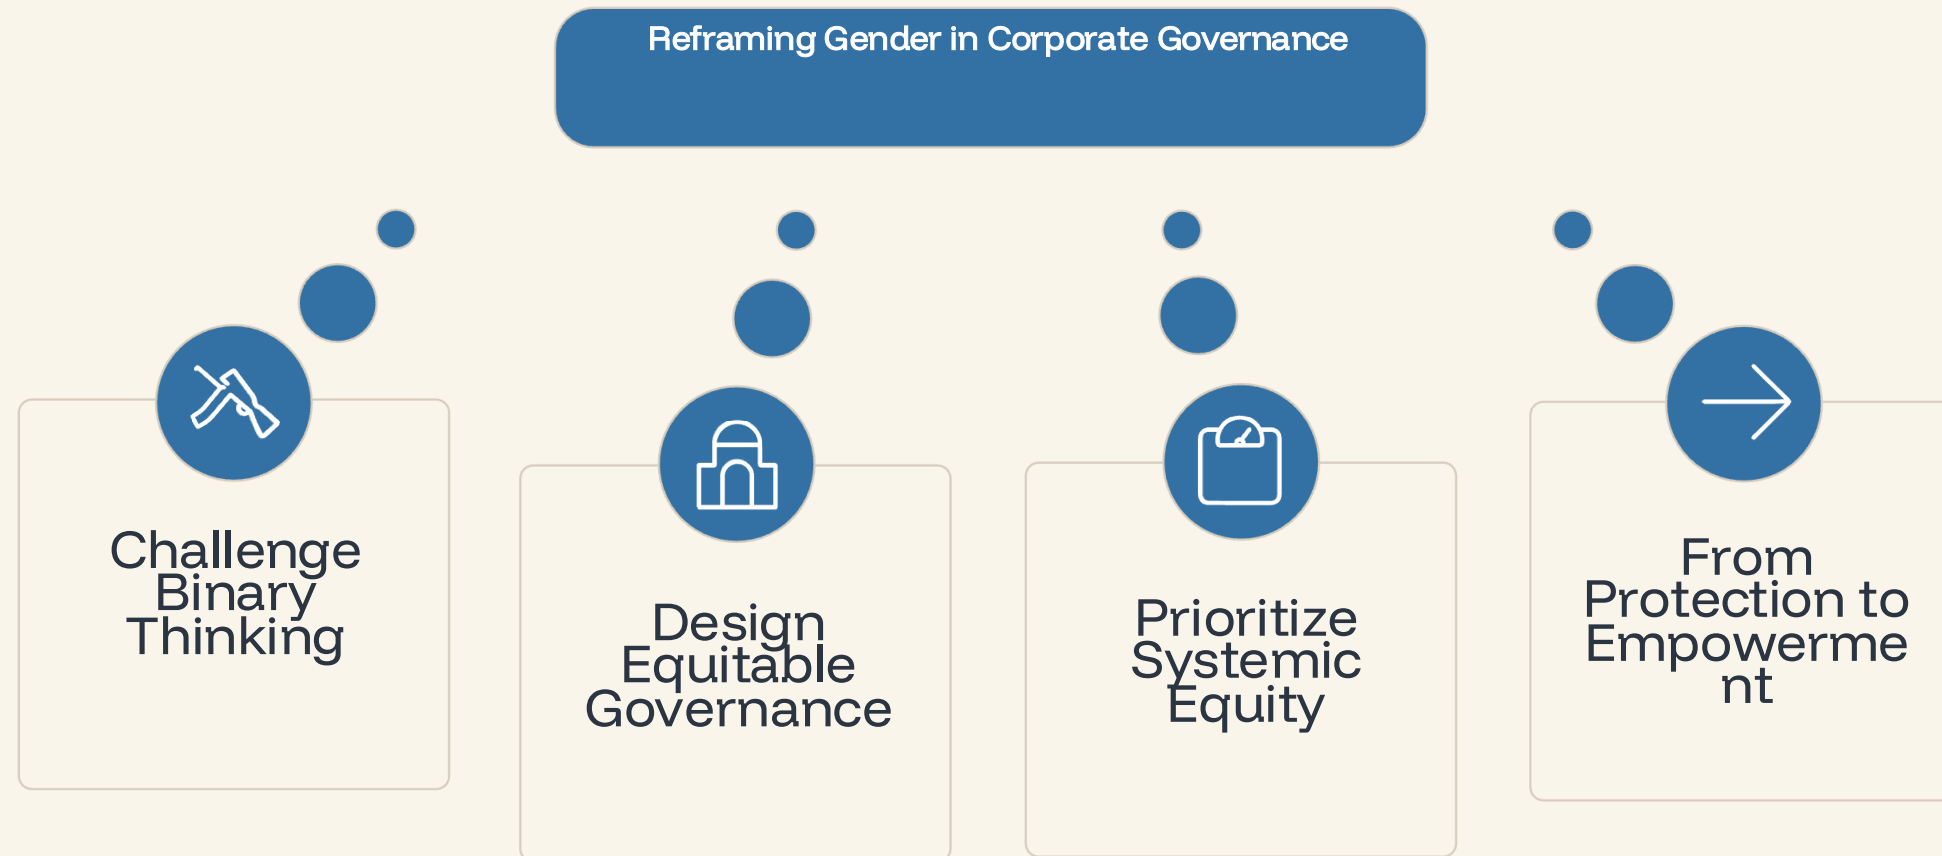 Reframing Gender in Corporate Governance
Challenge
Binary
Thinking
Design
Equitable
Governance
Prioritize
Systemic
Equity
From
Protection to
Empowerme
nt